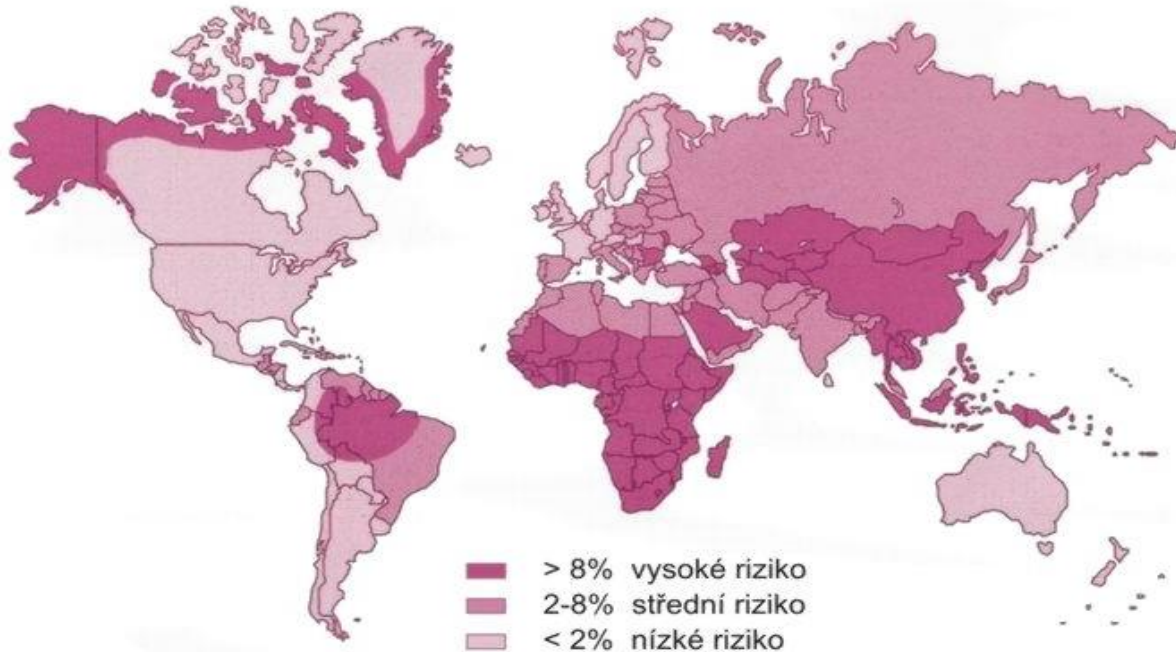 > 8% vysoké riziko
2-8% střední riziko
< 2% nízké riziko